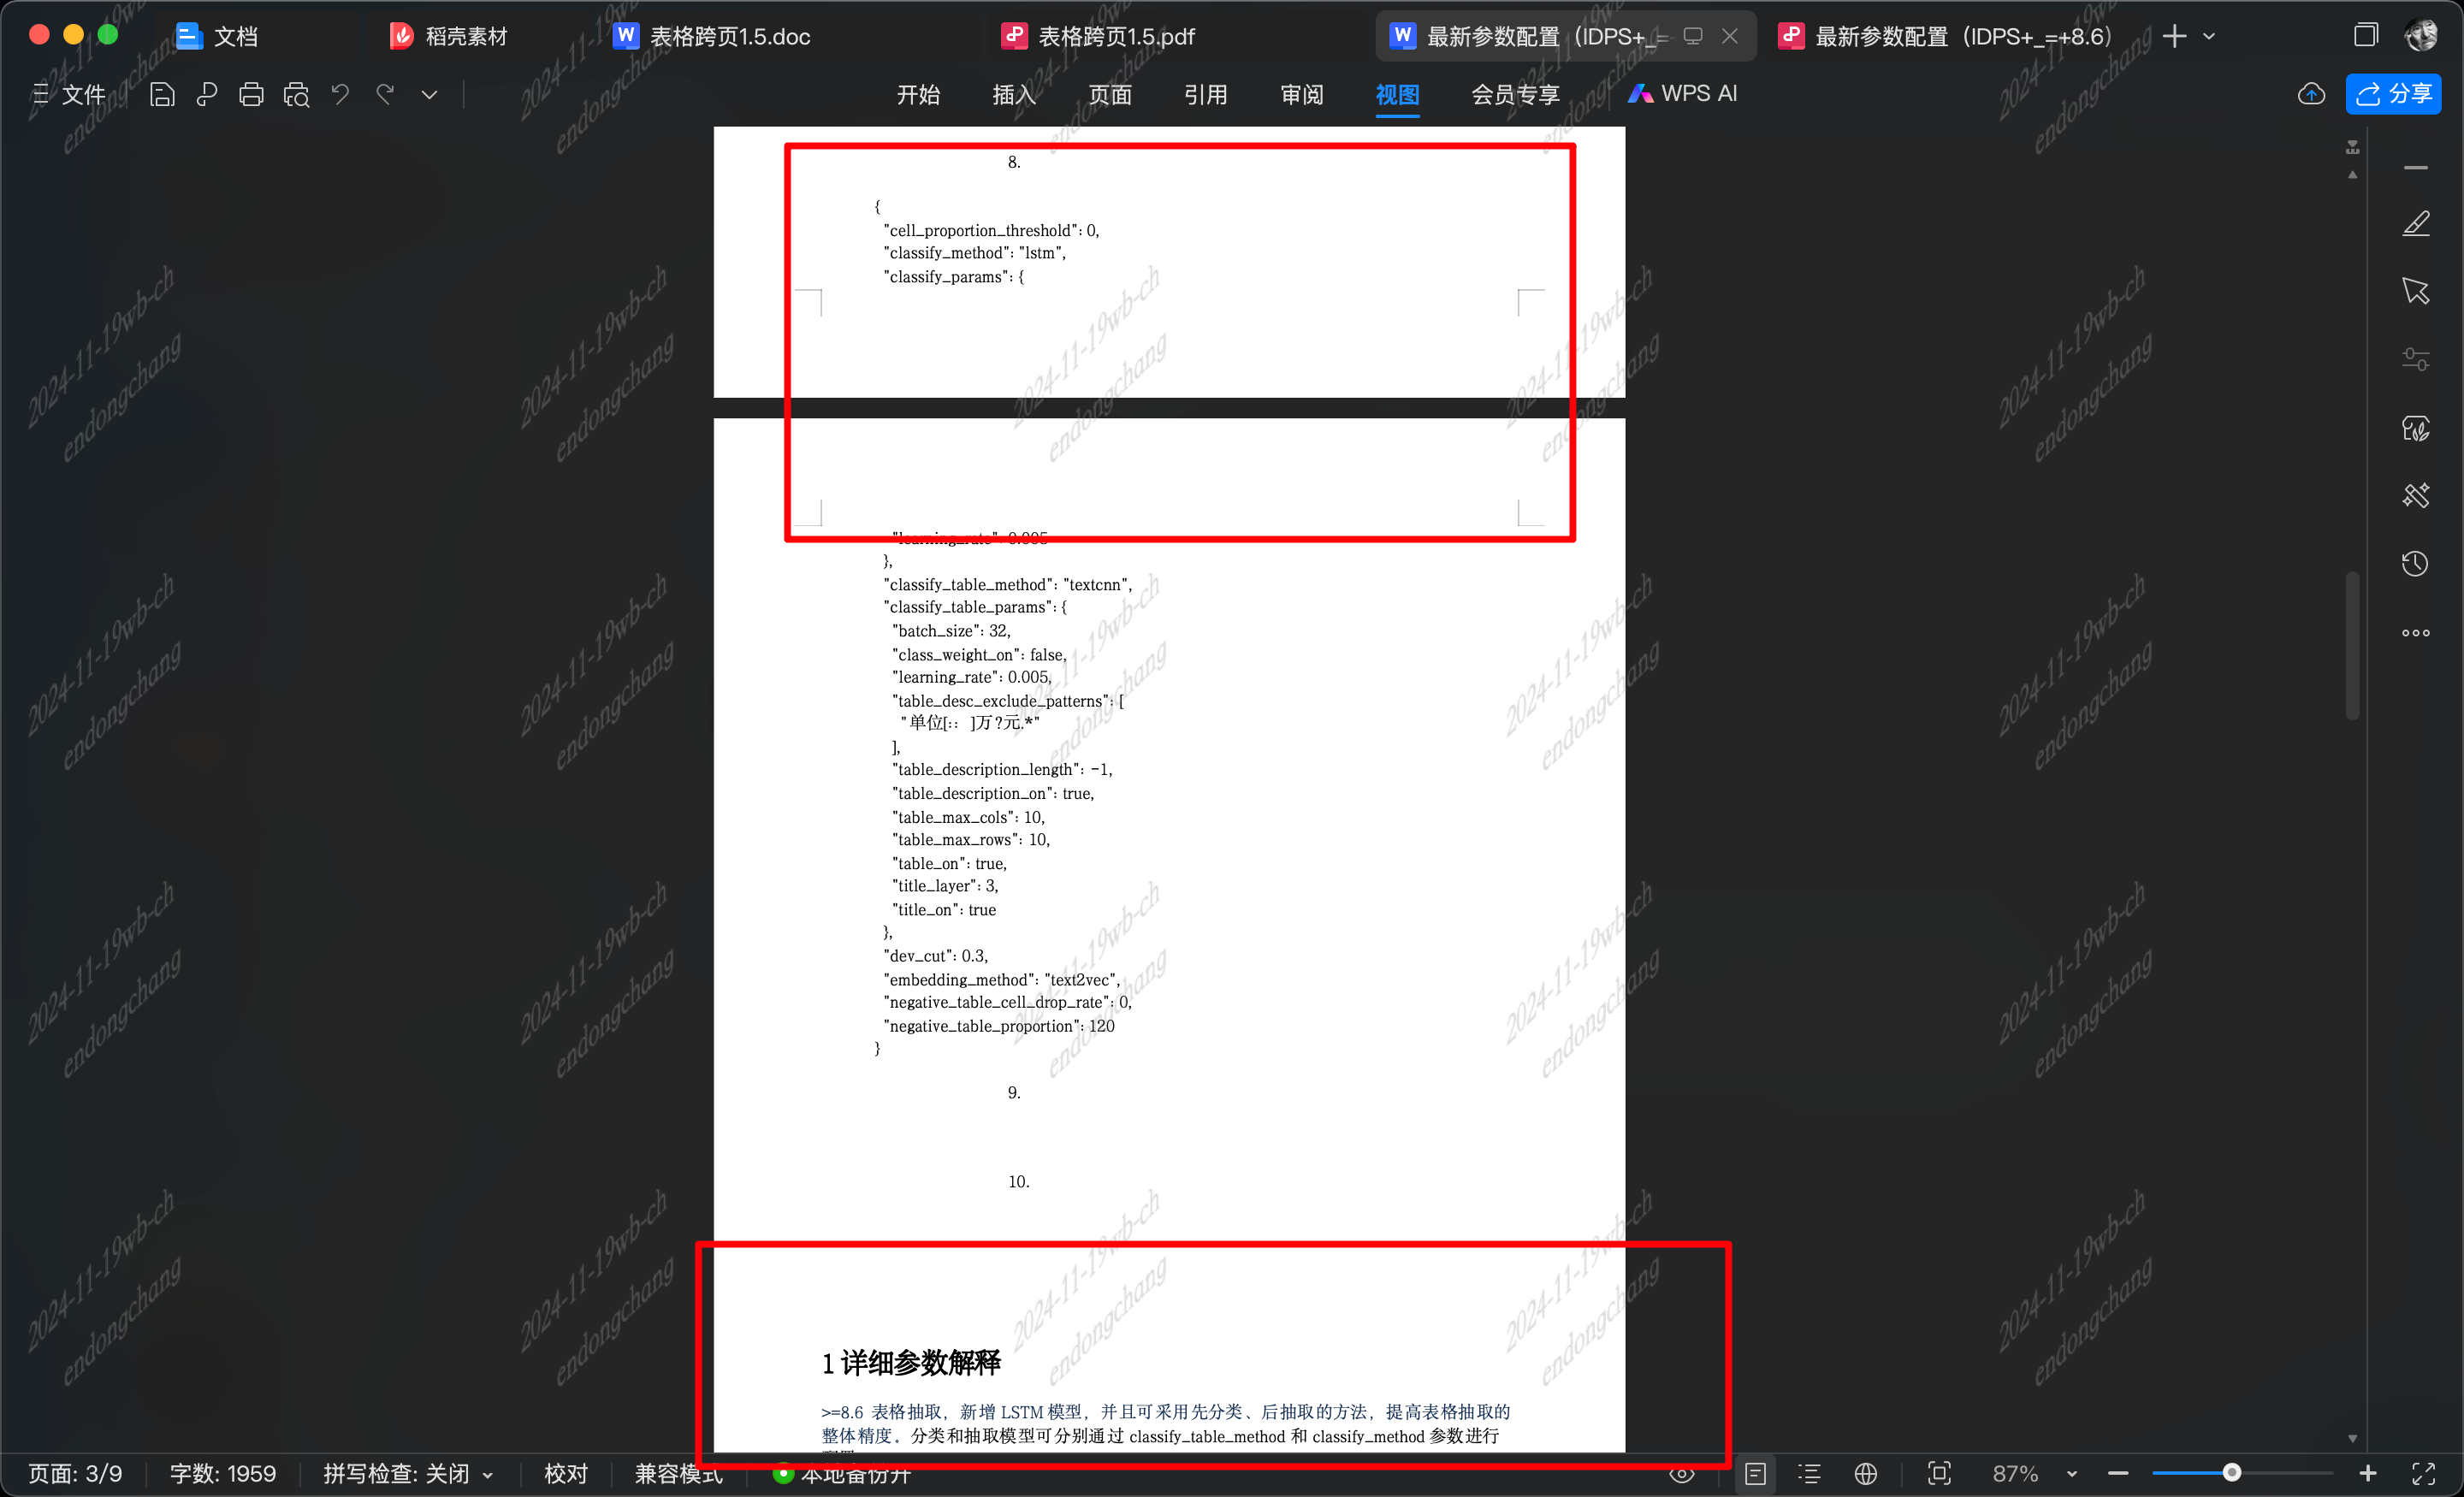 文档
稻壳素材
表格跨页1.5.doc
表格跨页1.5.pdf
最新参数配置（IDPS+_=
最新参数配置（IDPS+_=+8.6）
文件
开始
插入
页面
引用
审阅
视图
会员专享
WPS AI
分享
8.
{
"cell_proportion_threshold": 0,
"classify_method": "lstm",
"classify_params": {
"learning_rate": 0.005
},
"classify_table_method": "textcnn",
"classify_table_params": {
"batch_size": 32,
"class_weight_on": false,
"learning_rate": 0.005,
"table_desc_exclude_patterns": [
"单位[:： ]万?元.*"
],
"table_description_length": -1,
"table_description_on": true,
"table_max_cols": 10,
"table_max_rows": 10,
"table_on": true,
"title_layer": 3,
"title_on": true
},
"dev_cut": 0.3,
"embedding_method": "text2vec",
"negative_table_cell_drop_rate": 0,
"negative_table_proportion": 120
}
9.
10.
1 详细参数解释
>=8.6 表格抽取，新增 LSTM 模型，并且可采用先分类、后抽取的方法，提高表格抽取的
整体精度。分类和抽取模型可分别通过 classify_table_method 和 classify_method 参数进行
页面: 3/9
字数: 1959
拼写检查: 关闭
校对
兼容模式
本地备份开
87%
2024-11-19wb-ch
endongchang